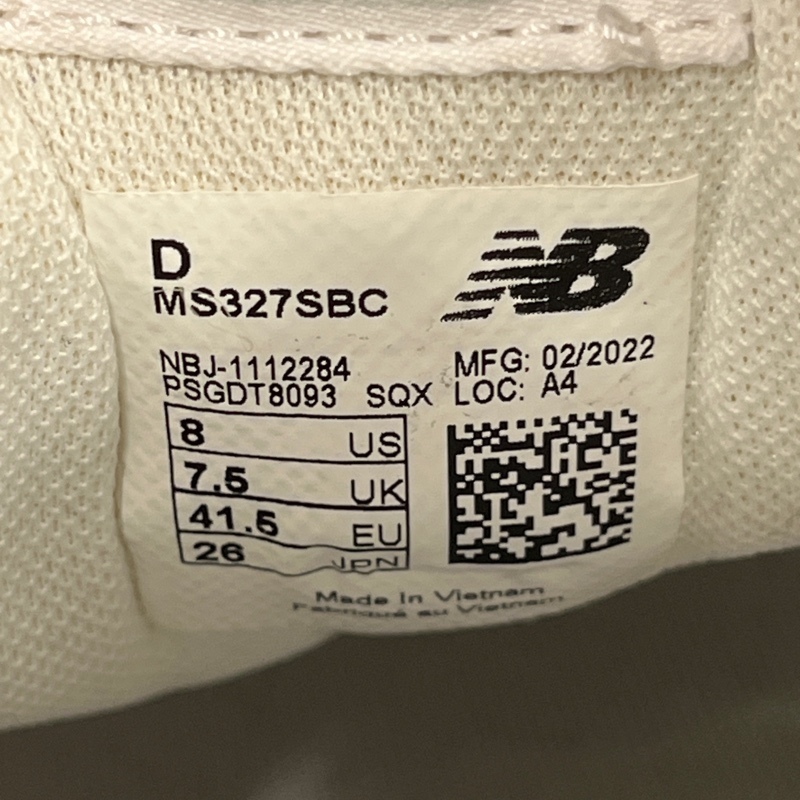 D
NB
MS327SBC
NBJ-1112284
MFG: 02/2022
PSGDT8093 SQX LOC: A4
8 US
7.5 UK
41.5 EU
26 JPN
Made In Vietnam
Fabriqué au Vietnam